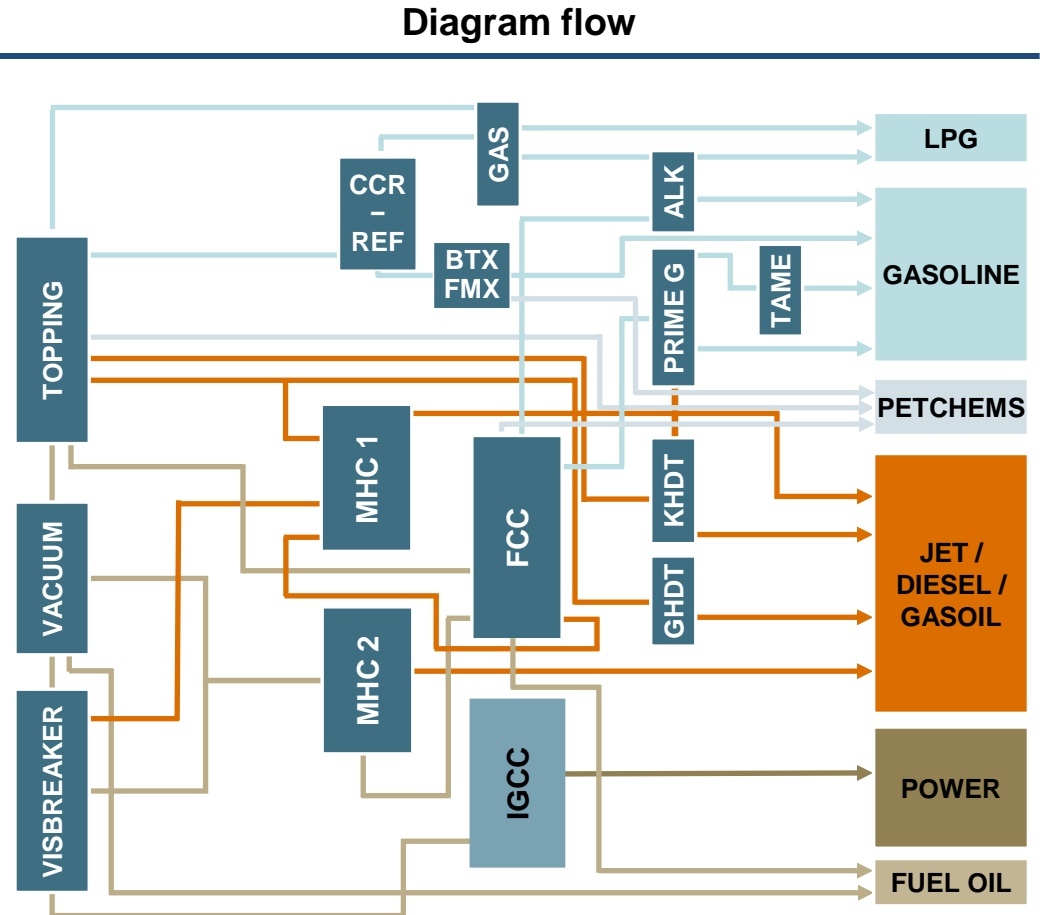 Diagram flow
GAS
LPG
CCR
–
REF
ALK
BTX
FMX
PRIME G
TAME
GASOLINE
TOPPING
PETCHEMS
MHC 1
FCC
KHDT
JET /
DIESEL /
GASOIL
VACUUM
GHDT
MHC 2
VISBREAKER
IGCC
POWER
FUEL OIL